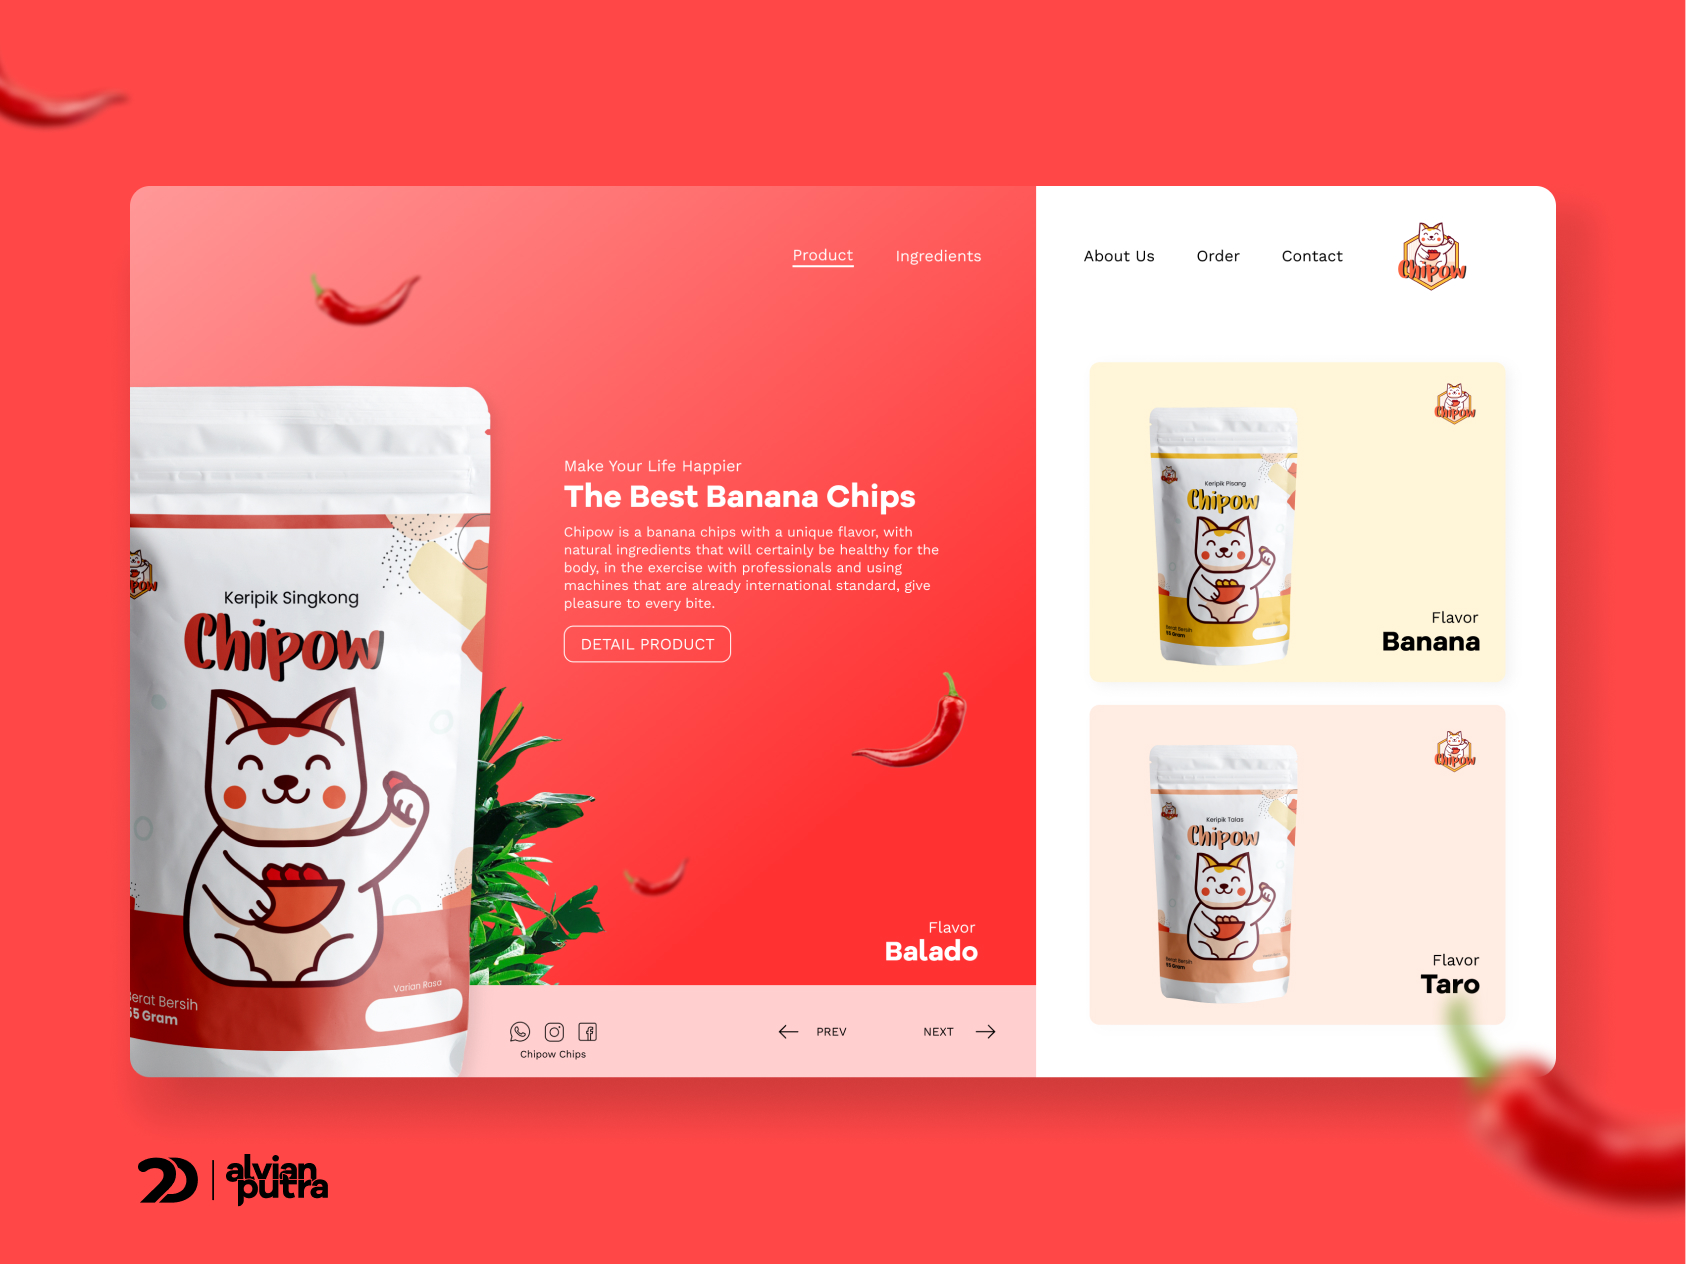 Product
Ingredients
About Us
Order
Contact
Chipow
Make Your Life Happier
The Best Banana Chips
Chipow is a banana chips with a unique flavor, with
natural ingredients that will certainly be healthy for the
body, in the exercise with professionals and using
machines that are already international standard, give
pleasure to every bite.
DETAIL PRODUCT
Keripik Singkong
Chipow
Berat Bersih
55 Gram
Varian Rasa
Flavor
Balado
Chipow Chips
PREV
NEXT
Chipow
Keripik Pisang
Chipow
Berat Bersih
55 Gram
Flavor
Banana
Chipow
Keripik Talas
Chipow
Berat Bersih
55 Gram
Flavor
Taro
alvian
putra